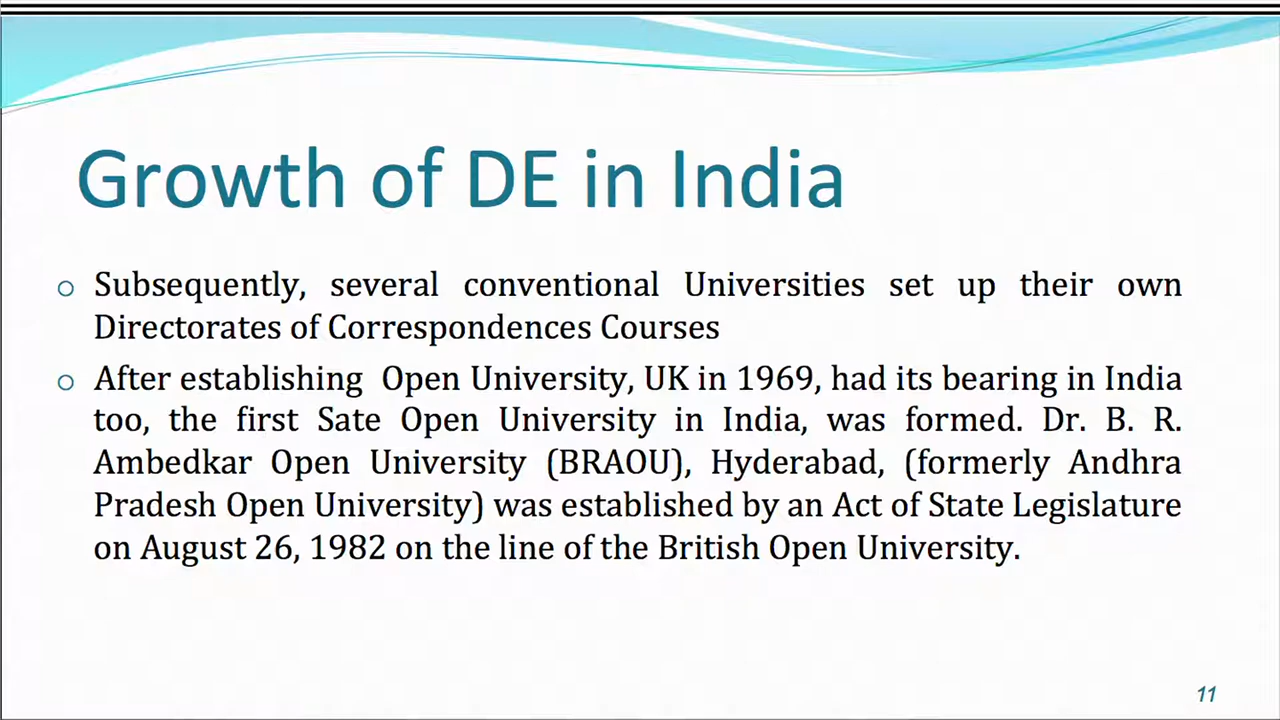 Growth of DE in India
Subsequently, several conventional Universities set up their own
Directorates of Correspondences Courses
After establishing Open University, UK in 1969, had its bearing in India
too, the first Sate Open University in India, was formed. Dr. B. R.
Ambedkar Open University (BRAOU), Hyderabad, (formerly Andhra
Pradesh Open University) was established by an Act of State Legislature
on August 26, 1982 on the line of the British Open University.
11